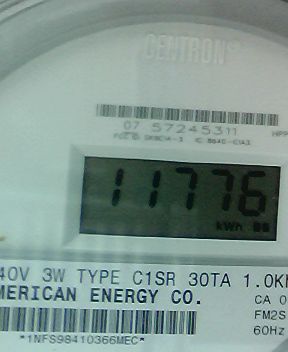 CENTRON®
07 57245311
11776
kWh
40V 3W TYPE C1SR 30TA 1.0K
MERICAN ENERGY CO.
CA 0
FM2S
60Hz
*1NFS98410366MEC*